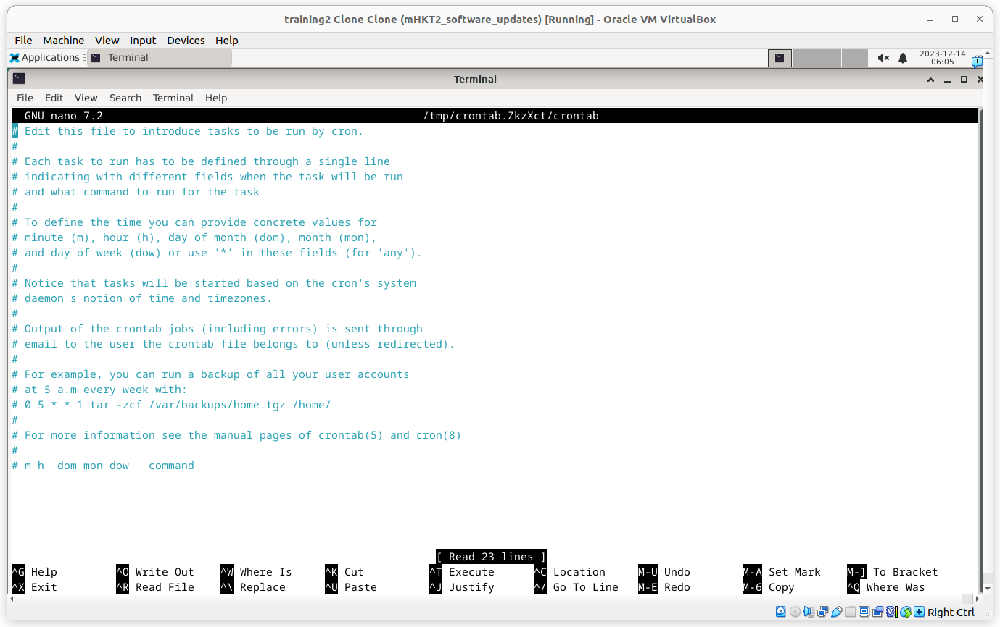 training2 Clone Clone (mHKT2_software_updates) [Running] - Oracle VM VirtualBox
File Machine View Input Devices Help
Applications Terminal 2023-12-14
06:05
Terminal
File Edit View Search Terminal Help
GNU nano 7.2 /tmp/crontab.ZkzXct/crontab
# Edit this file to introduce tasks to be run by cron.
#
# Each task to run has to be defined through a single line
# indicating with different fields when the task will be run
# and what command to run for the task
#
# To define the time you can provide concrete values for
# minute (m), hour (h), day of month (dom), month (mon),
# and day of week (dow) or use '*' in these fields (for 'any').
#
# Notice that tasks will be started based on the cron's system
# daemon's notion of time and timezones.
#
# Output of the crontab jobs (including errors) is sent through
# email to the user the crontab file belongs to (unless redirected).
#
# For example, you can run a backup of all your user accounts
# at 5 a.m every week with:
# 0 5 * * 1 tar -zcf /var/backups/home.tgz /home/
#
# For more information see the manual pages of crontab(5) and cron(8)
#
# m h  dom mon dow   command
[ Read 23 lines ]
^G Help ^O Write Out ^W Where Is ^K Cut ^T Execute ^C Location M-U Undo M-A Set Mark M-] To Bracket
^X Exit ^R Read File ^\ Replace ^U Paste ^J Justify ^/ Go To Line M-E Redo M-6 Copy ^Q Where Was
Right Ctrl